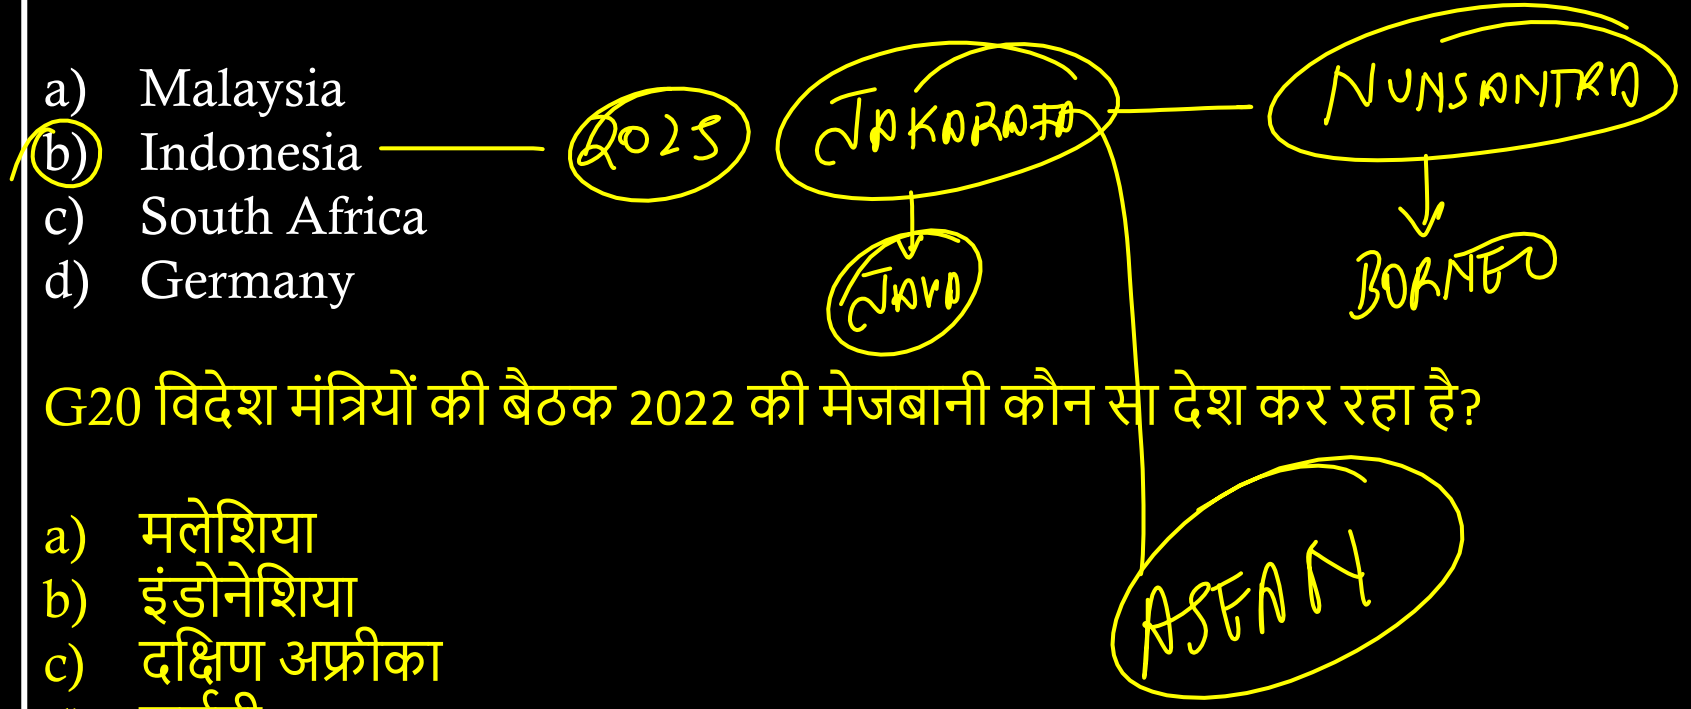 a) Malaysia
b) Indonesia
2025 JAKARATA NUNSANTRA
c) South Africa
d) Germany
JAVA
BORNEO
G20 विदेश मंत्रियों की बैठक 2022 की मेजबानी कौन सा देश कर रहा है?
a) मलेशिया
b) इंडोनेशिया
ASEAN
c) दक्षिण अफ्रीका